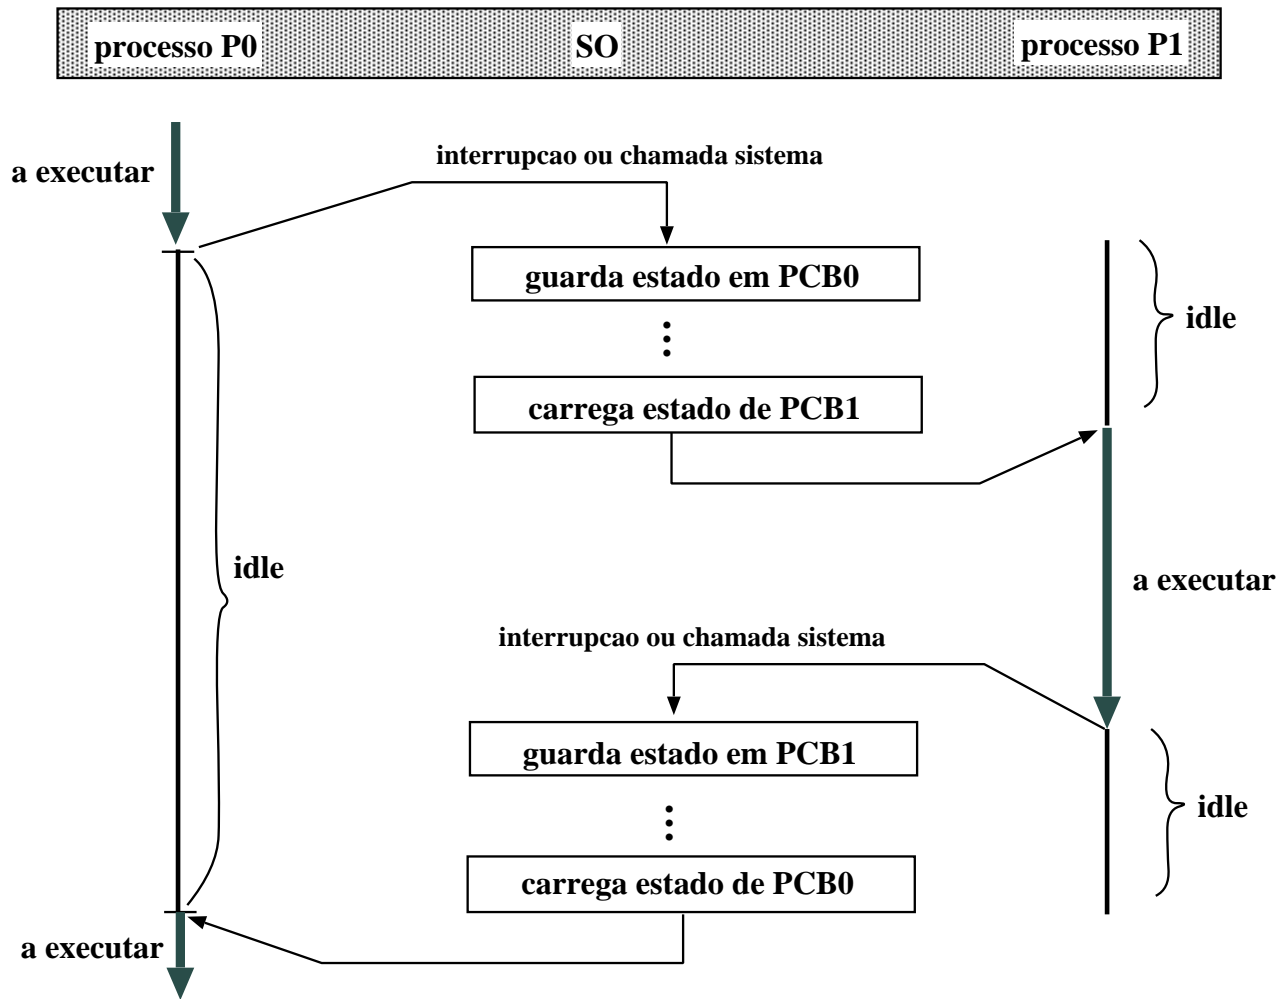 processo P0
SO
processo P1
a executar
interrupcao ou chamada sistema
guarda estado em PCB0
idle
carrega estado de PCB1
idle
a executar
interrupcao ou chamada sistema
guarda estado em PCB1
idle
carrega estado de PCB0
a executar